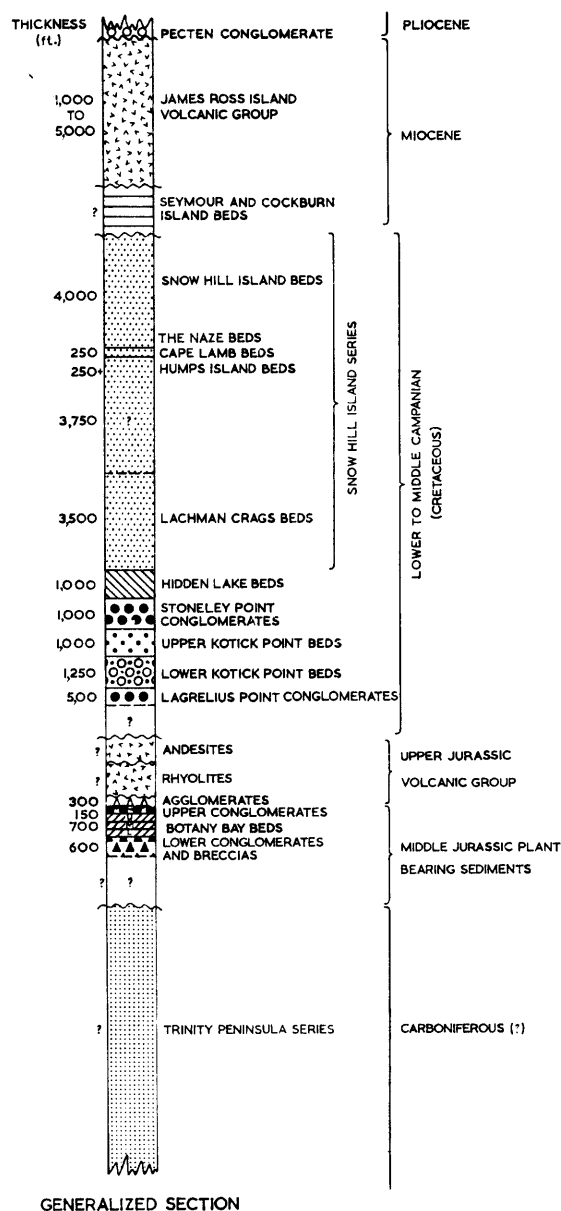 THICKNESS
(ft.)
PECTEN CONGLOMERATE
PLIOCENE
1,000
TO
5,000
JAMES ROSS ISLAND
VOLCANIC GROUP
MIOCENE
?
SEYMOUR AND COCKBURN
ISLAND BEDS
4,000
SNOW HILL ISLAND BEDS
THE NAZE BEDS
250
CAPE LAMB BEDS
250+
HUMPS ISLAND BEDS
3,750
?
3,500
LACHMAN CRAGS BEDS
SNOW HILL ISLAND SERIES
LOWER TO MIDDLE CAMPANIAN
(CRETACEOUS)
1,000
HIDDEN LAKE BEDS
1,000
STONELEY POINT
CONGLOMERATES
1,000
UPPER KOTICK POINT BEDS
1,250
LOWER KOTICK POINT BEDS
5,00
LAGRELIUS POINT CONGLOMERATES
?
?
ANDESITES
?
RHYOLITES
UPPER JURASSIC
VOLCANIC GROUP
300
AGGLOMERATES
150
UPPER CONGLOMERATES
700
BOTANY BAY BEDS
600
LOWER CONGLOMERATES
AND BRECCIAS
MIDDLE JURASSIC PLANT
BEARING SEDIMENTS
? ?
?
TRINITY PENINSULA SERIES
CARBONIFEROUS (?)
GENERALIZED SECTION